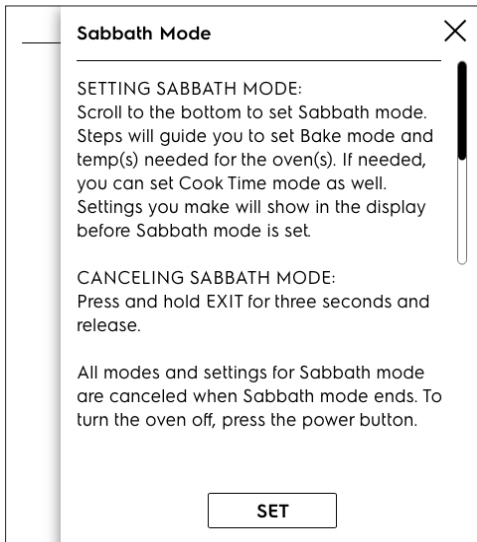 Sabbath Mode
SETTING SABBATH MODE:
Scroll to the bottom to set Sabbath mode.
Steps will guide you to set Bake mode and
temp(s) needed for the oven(s). If needed,
you can set Cook Time mode as well.
Settings you make will show in the display
before Sabbath mode is set.
CANCELING SABBATH MODE:
Press and hold EXIT for three seconds and
release.
All modes and settings for Sabbath mode
are canceled when Sabbath mode ends. To
turn the oven off, press the power button.
SET